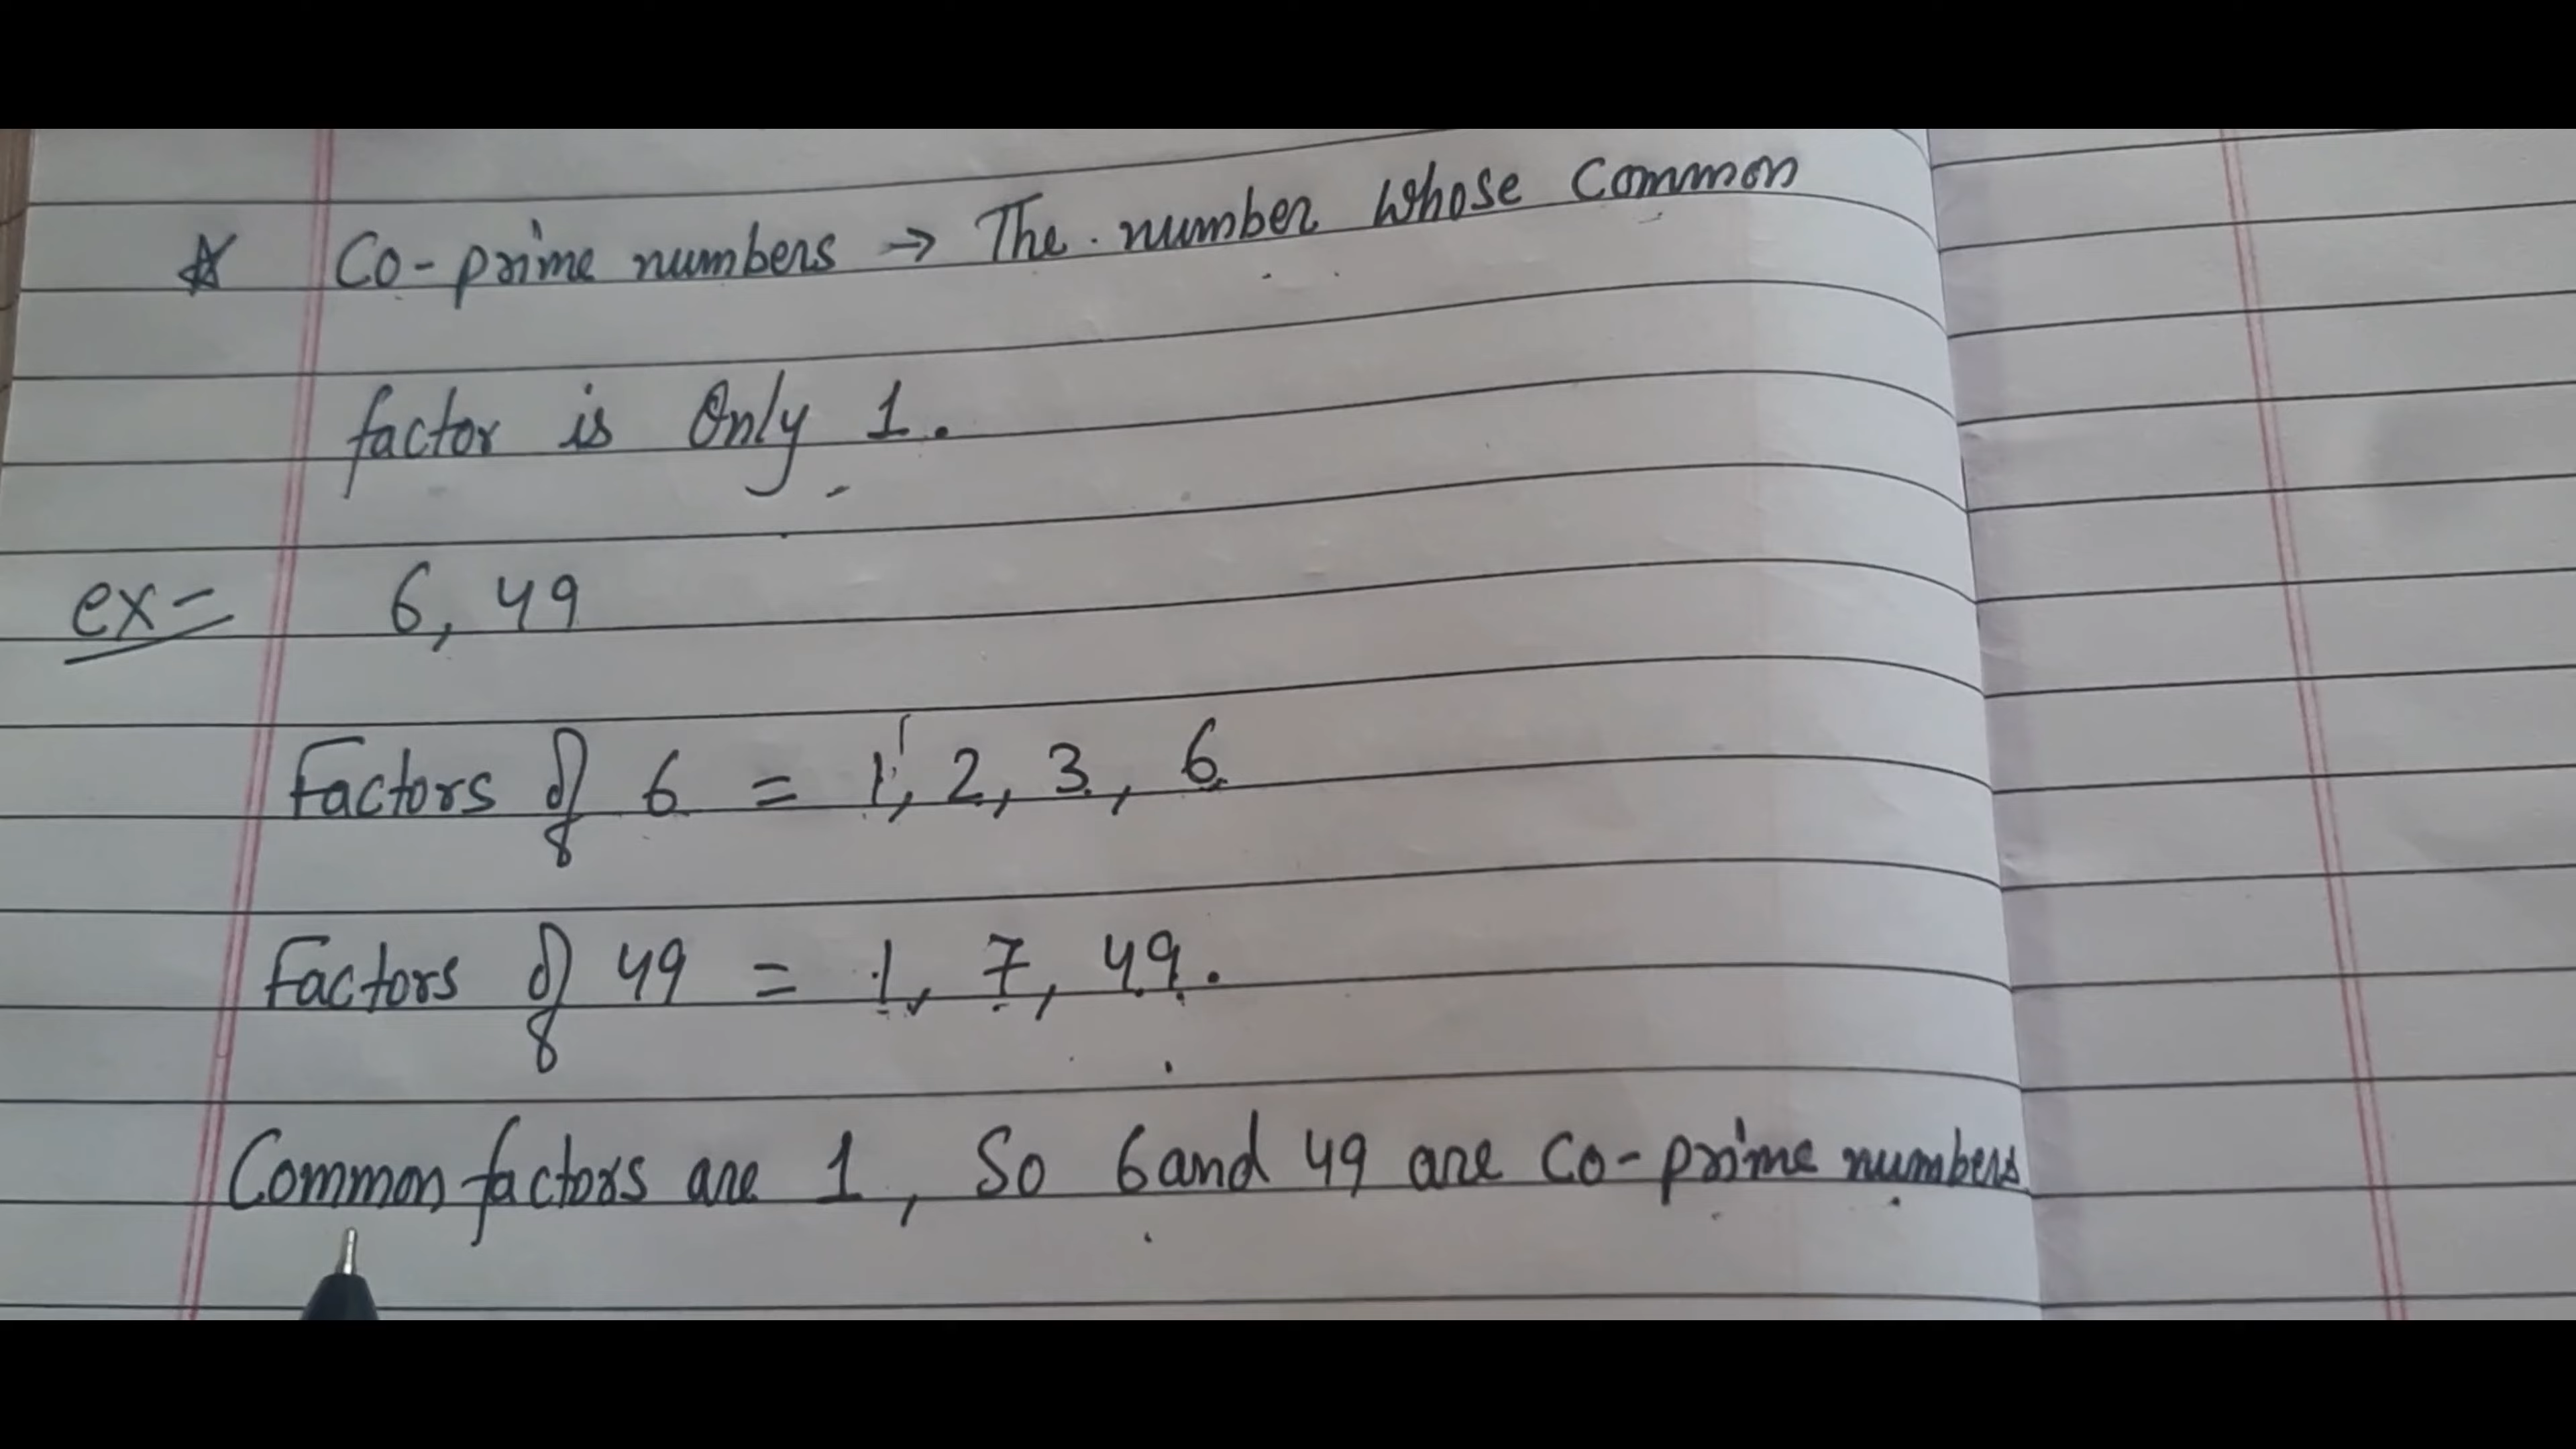 ☆ Co-prime numbers → The number whose Common
factor is Only 1.
ex= 6, 49
Factors of 6 = 1, 2, 3, 6
Factors of 49 = 1, 7, 49.
Common factors are 1, So 6 and 49 are Co-prime numbers